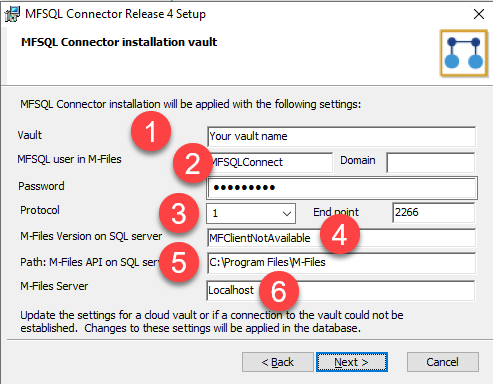 MFSQL Connector Release 4 Setup
MFSQL Connector installation vault
MFSQL Connector installation will be applied with the following settings:
Vault 1 Your vault name
MFSQL user in M-Files 2 MFSQLConnect Domain
Password •••••••••
Protocol 3 1 End point 2266
M-Files Version on SQL server MFClientNotAvailable 4
Path: M-Files API on SQL 5 C:\Program Files\M-Files
M-Files Server Localhost 6
Update the settings for a cloud vault or if a connection to the vault could not be
established. Changes to these settings will be applied in the database.
< Back Next > Cancel